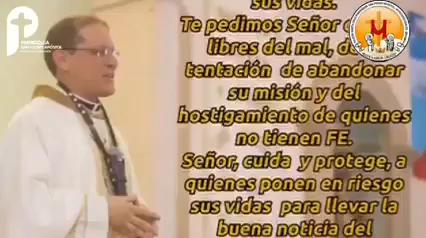 sus vidas.
Te pedimos Señor
libres del mal, de
tentación de abandonar
su misión y del
hostigamiento de quienes
no tienen FE.
Señor, cuida y protege, a
quienes ponen en riesgo
sus vidas para llevar la
buena noticia del